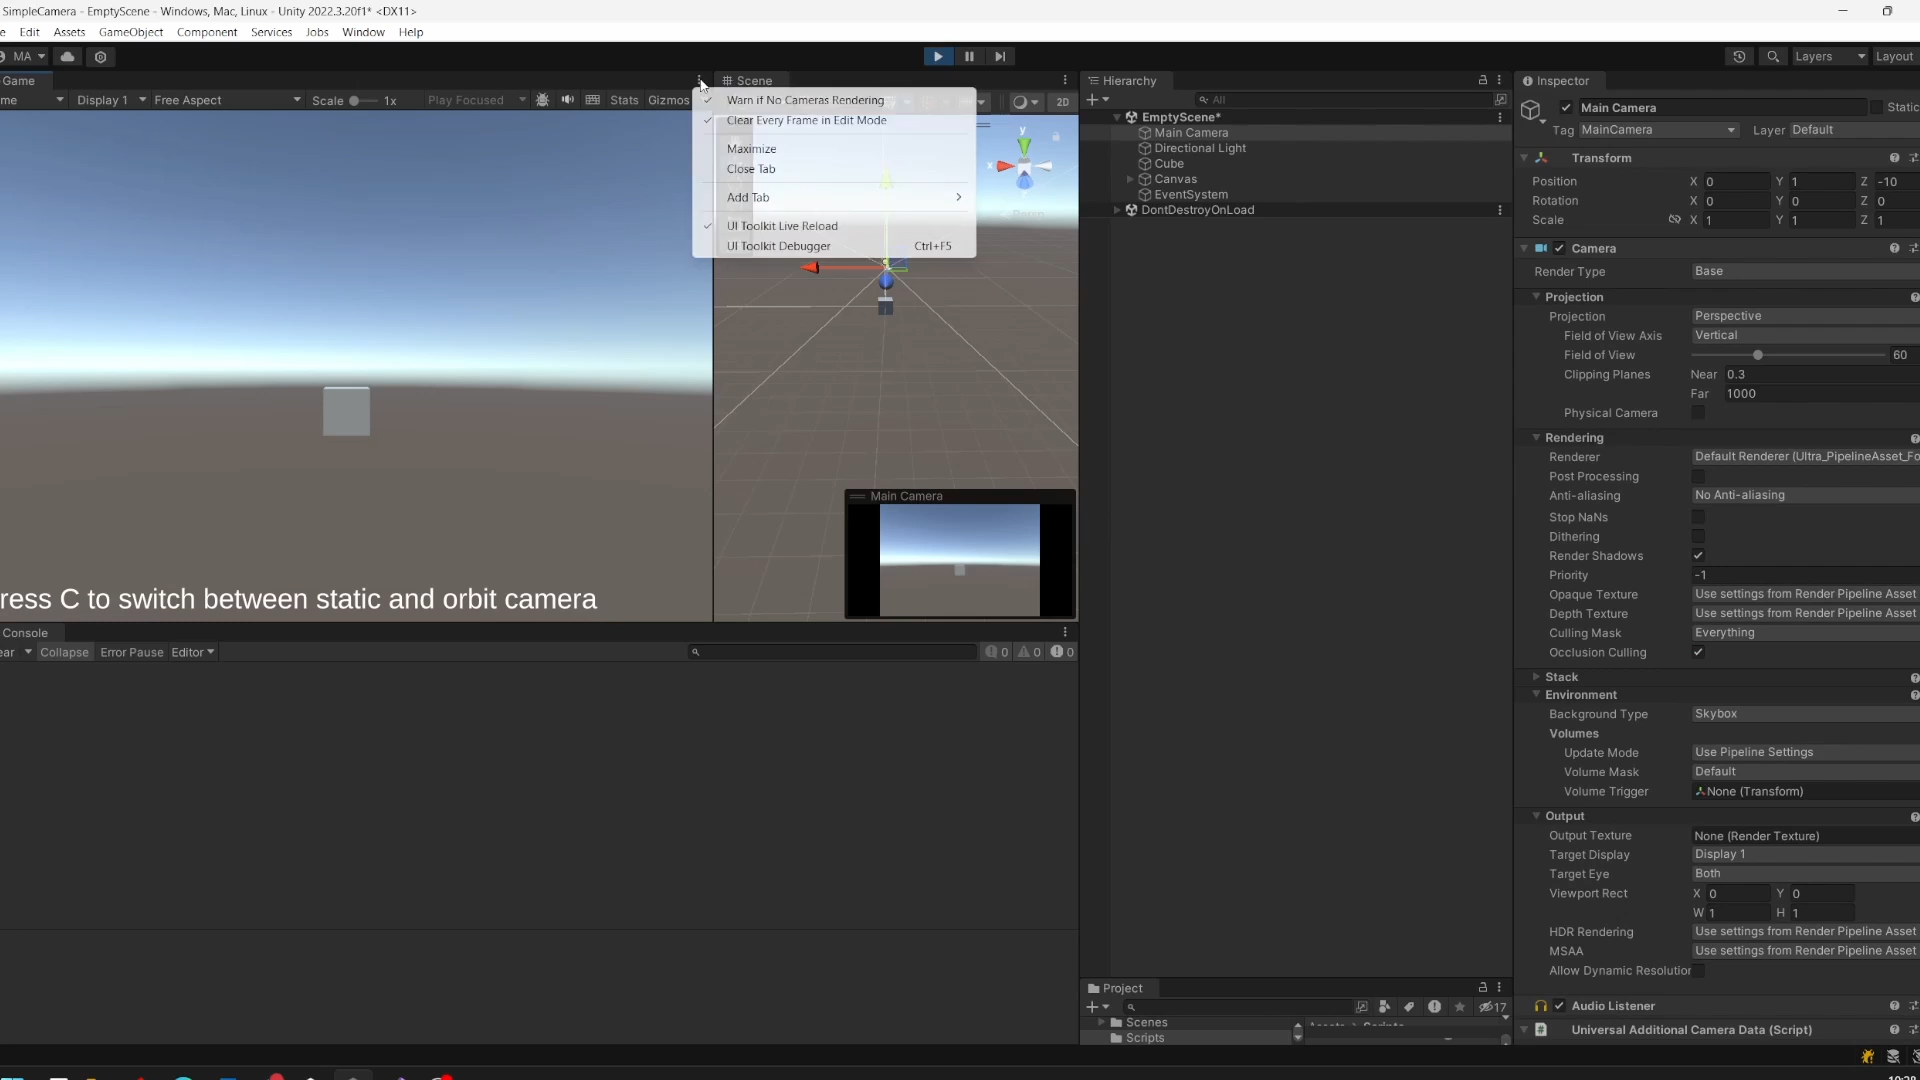 SimpleCamera - EmptyScene - Windows, Mac, Linux - Unity 2022.3.20f1* <DX11>
e Edit Assets GameObject Component Services Jobs Window Help
MA
Layers Layout
Game
Scene
Hierarchy
Inspector
me Display 1 Free Aspect Scale 1x Play Focused Stats Gizmos
2D
All
Warn if No Cameras Rendering
Clear Every Frame in Edit Mode
Maximize
Close Tab
Add Tab
UI Toolkit Live Reload
UI Toolkit Debugger Ctrl+F5
y
x
Main Camera
ress C to switch between static and orbit camera
EmptyScene*
Main Camera
Directional Light
Cube
Canvas
EventSystem
DontDestroyOnLoad
Main Camera Static
Tag MainCamera Layer Default
Transform
Position X 0 Y 1 Z -10
Rotation X 0 Y 0 Z 0
Scale X 1 Y 1 Z 1
Camera
Render Type Base
Projection
Projection Perspective
Field of View Axis Vertical
Field of View 60
Clipping Planes Near 0.3
Far 1000
Physical Camera
Rendering
Renderer Default Renderer (Ultra_PipelineAsset_Fo
Post Processing
Anti-aliasing No Anti-aliasing
Stop NaNs
Dithering
Render Shadows
Priority -1
Opaque Texture Use settings from Render Pipeline Asset
Depth Texture Use settings from Render Pipeline Asset
Culling Mask Everything
Occlusion Culling
Stack
Environment
Background Type Skybox
Volumes
Update Mode Use Pipeline Settings
Volume Mask Default
Volume Trigger None (Transform)
Output
Output Texture None (Render Texture)
Target Display Display 1
Target Eye Both
Viewport Rect X 0 Y 0
W 1 H 1
HDR Rendering Use settings from Render Pipeline Asset
MSAA Use settings from Render Pipeline Asset
Allow Dynamic Resolution
Audio Listener
Universal Additional Camera Data (Script)
Console
ear Collapse Error Pause Editor
0 0 0
Project
17
Scenes
Scripts